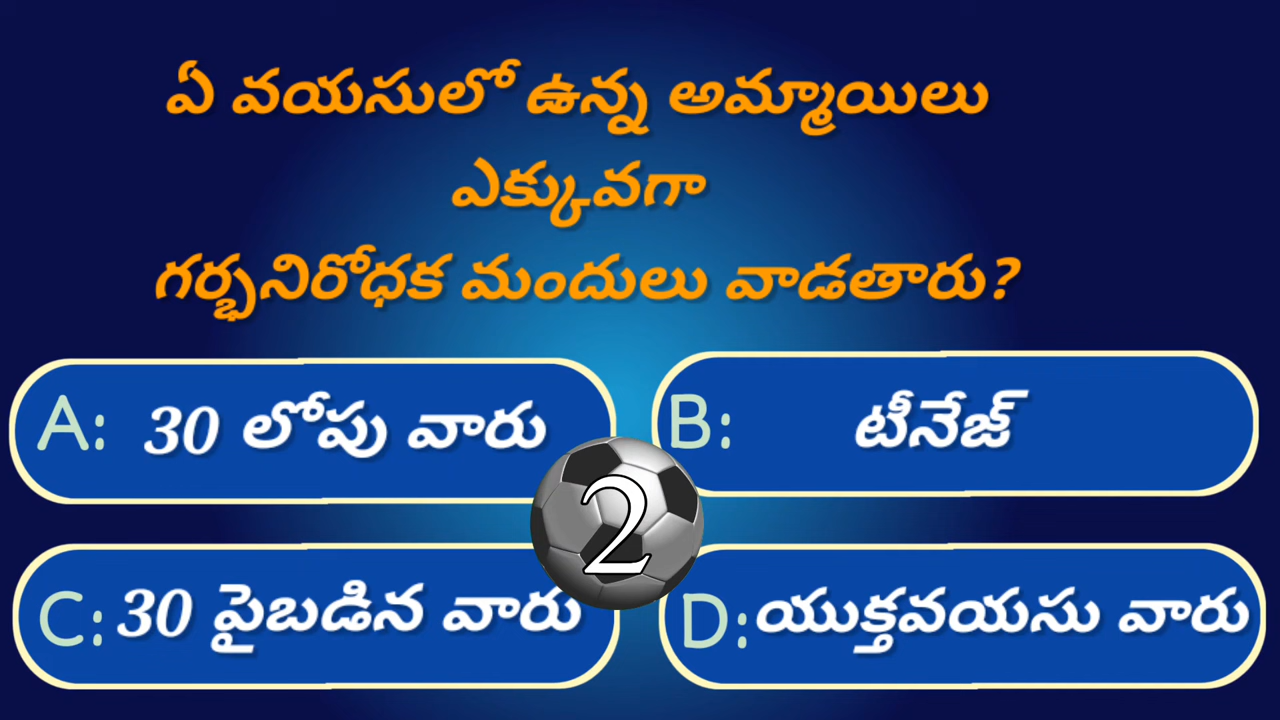 ఏ వయసులో ఉన్న అమ్మాయిలు
ఎక్కువగా
గర్భనిరోధక మందులు వాడతారు?
A: 30 లోపు వారు
B: టీనేజ్
2
C: 30 పైబడిన వారు
D: యుక్తవయసు వారు